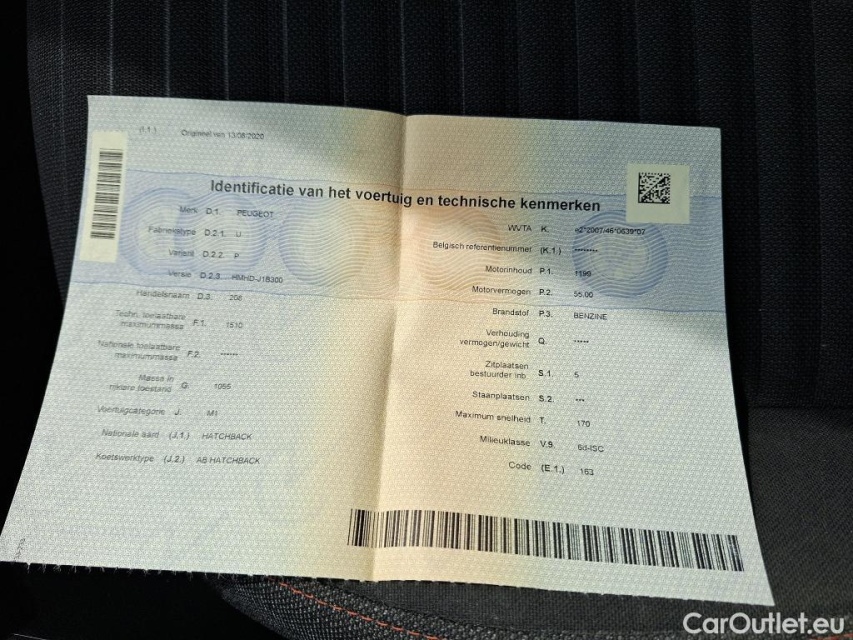 (I.1.) Origineel van 13/08/2020
Identificatie van het voertuig en technische kenmerken
Merk D.1. PEUGEOT
Fabriekstype D.2.1. U
Variant D.2.2. P
Versie D.2.3. HMHD-J1B300
Handelsnaam D.3. 208
Techn. toelaatbare
maximummassa F.1. 1510
Nationale toelaatbare
maximummassa F.2. ------
Massa in
rijklare toestand G. 1065
Voertuigcategorie J. M1
Nationale aard (J.1.) HATCHBACK
Koetswerktype (J.2.) AB HATCHBACK
WVTA K. e2*2007/46*0639*07
Belgisch referentienummer (K.1.) --------
Motorinhoud P.1. 1199
Motorvermogen P.2. 55.00
Brandstof P.3. BENZINE
Verhouding
vermogen/gewicht Q. -----
Zitplaatsen
bestuurder inb. S.1. 5
Staanplaatsen S.2. ---
Maximum snelheid T. 170
Milieuklasse V.9. 6d-ISC
Code (E.1.) 163
CarOutlet.eu